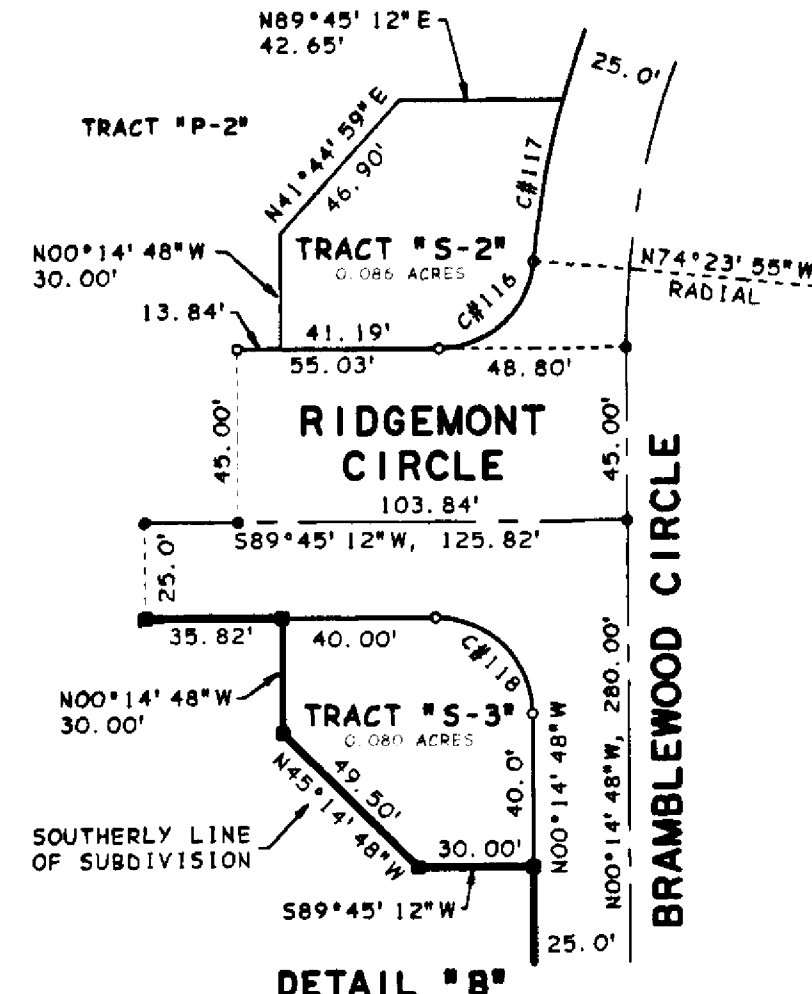 N89°45'12"E
42.65'
25.0'
TRACT "P-2"
N41°44'59"E
46.90'
C#117
N00°14'48"W
30.00'
TRACT "S-2"
0.086 ACRES
N74°23'55"W
RADIAL
13.84'
C#116
41.19'
55.03'
48.80'
45.00'
RIDGEMONT
CIRCLE
45.00'
103.84'
S89°45'12"W, 125.82'
25.0'
35.82'
40.00'
C#118
N00°14'48"W
30.00'
TRACT "S-3"
0.080 ACRES
49.50'
N45°14'48"W
40.0'
N00°14'48"W
N00°14'48"W, 280.00'
BRAMBLEWOOD CIRCLE
SOUTHERLY LINE
OF SUBDIVISION
30.00'
S89°45'12"W
25.0'
DETAIL "B"